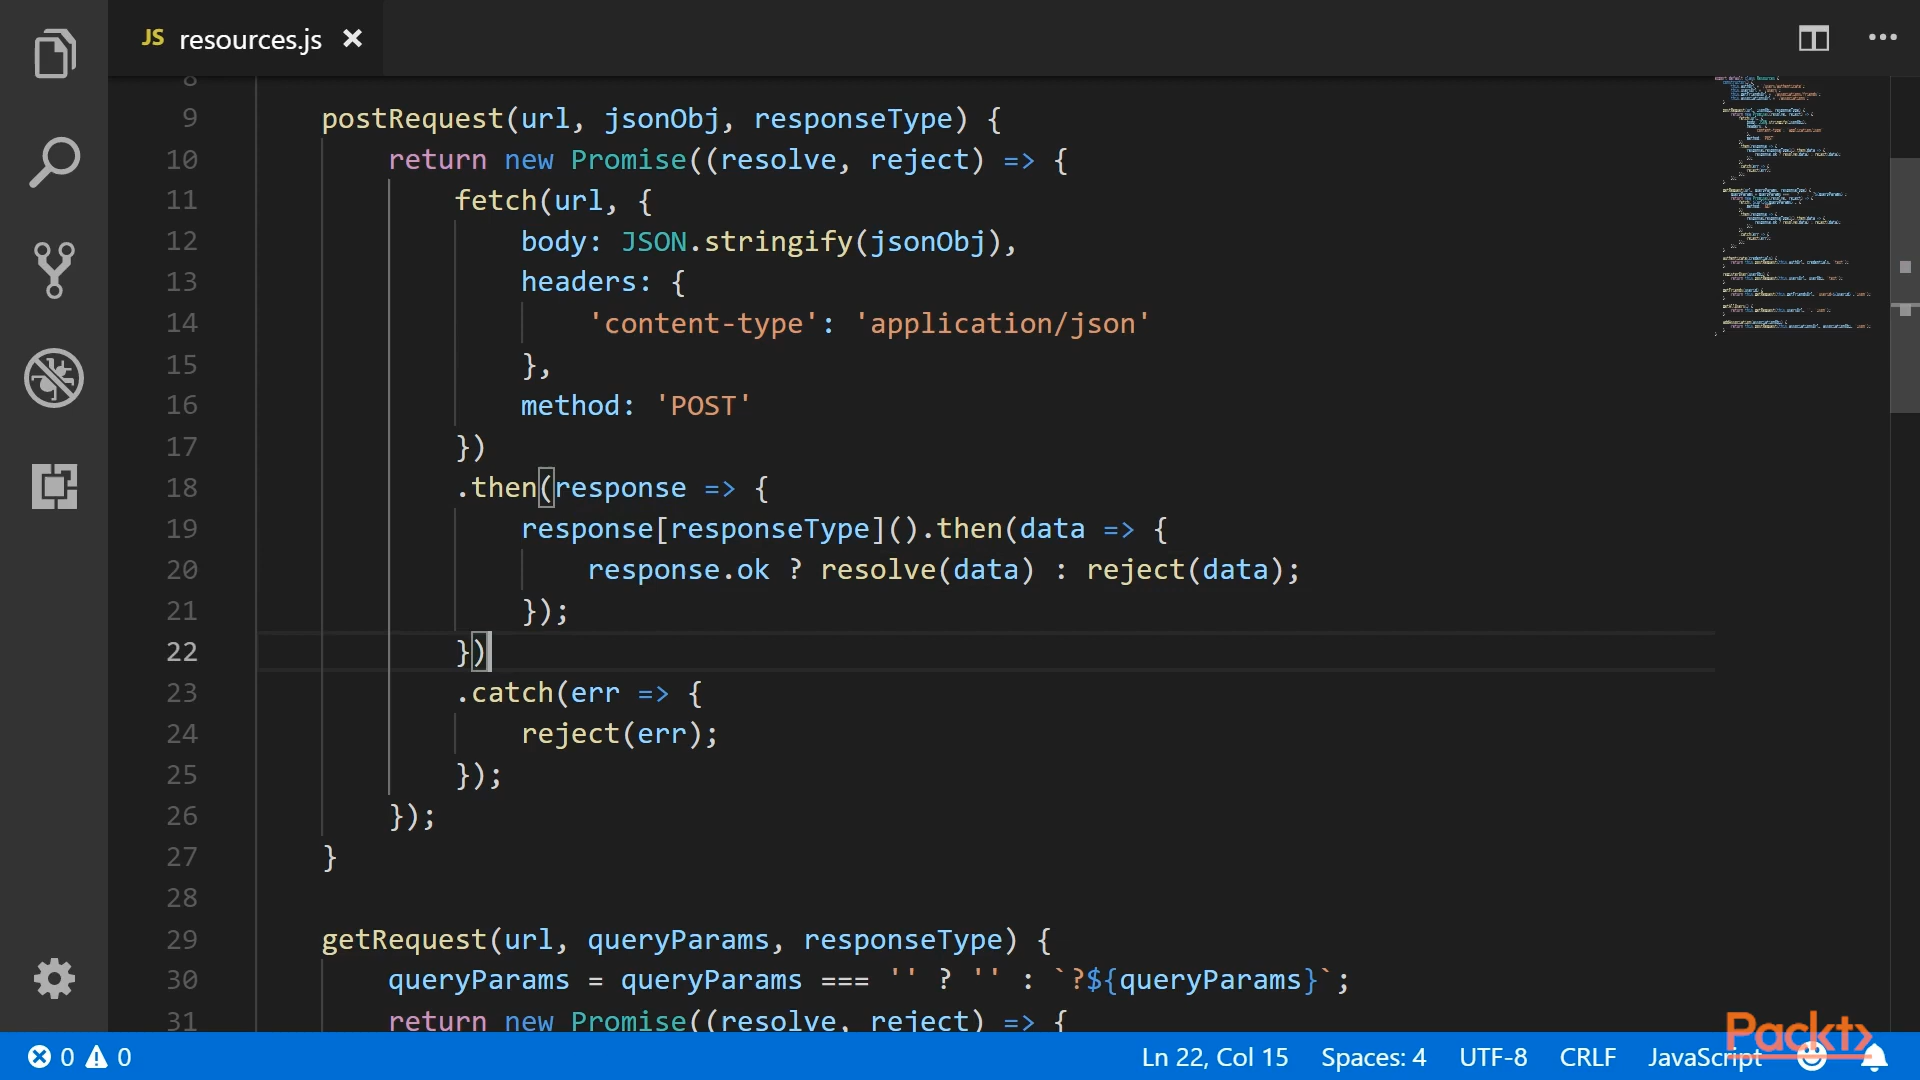 JS resources.js
8
9 postRequest(url, jsonObj, responseType) {
10 return new Promise((resolve, reject) => {
11 fetch(url, {
12 body: JSON.stringify(jsonObj),
13 headers: {
14 'content-type': 'application/json'
15 },
16 method: 'POST'
17 })
18 .then(response => {
19 response[responseType]().then(data => {
20 response.ok ? resolve(data) : reject(data);
21 });
22 })
23 .catch(err => {
24 reject(err);
25 });
26 });
27 }
28
29 getRequest(url, queryParams, responseType) {
30 queryParams = queryParams === '' ? '' : `?${queryParams}`;
31 return new Promise((resolve, reject) => {
Packt>
0 0 Ln 22, Col 15 Spaces: 4 UTF-8 CRLF JavaScript